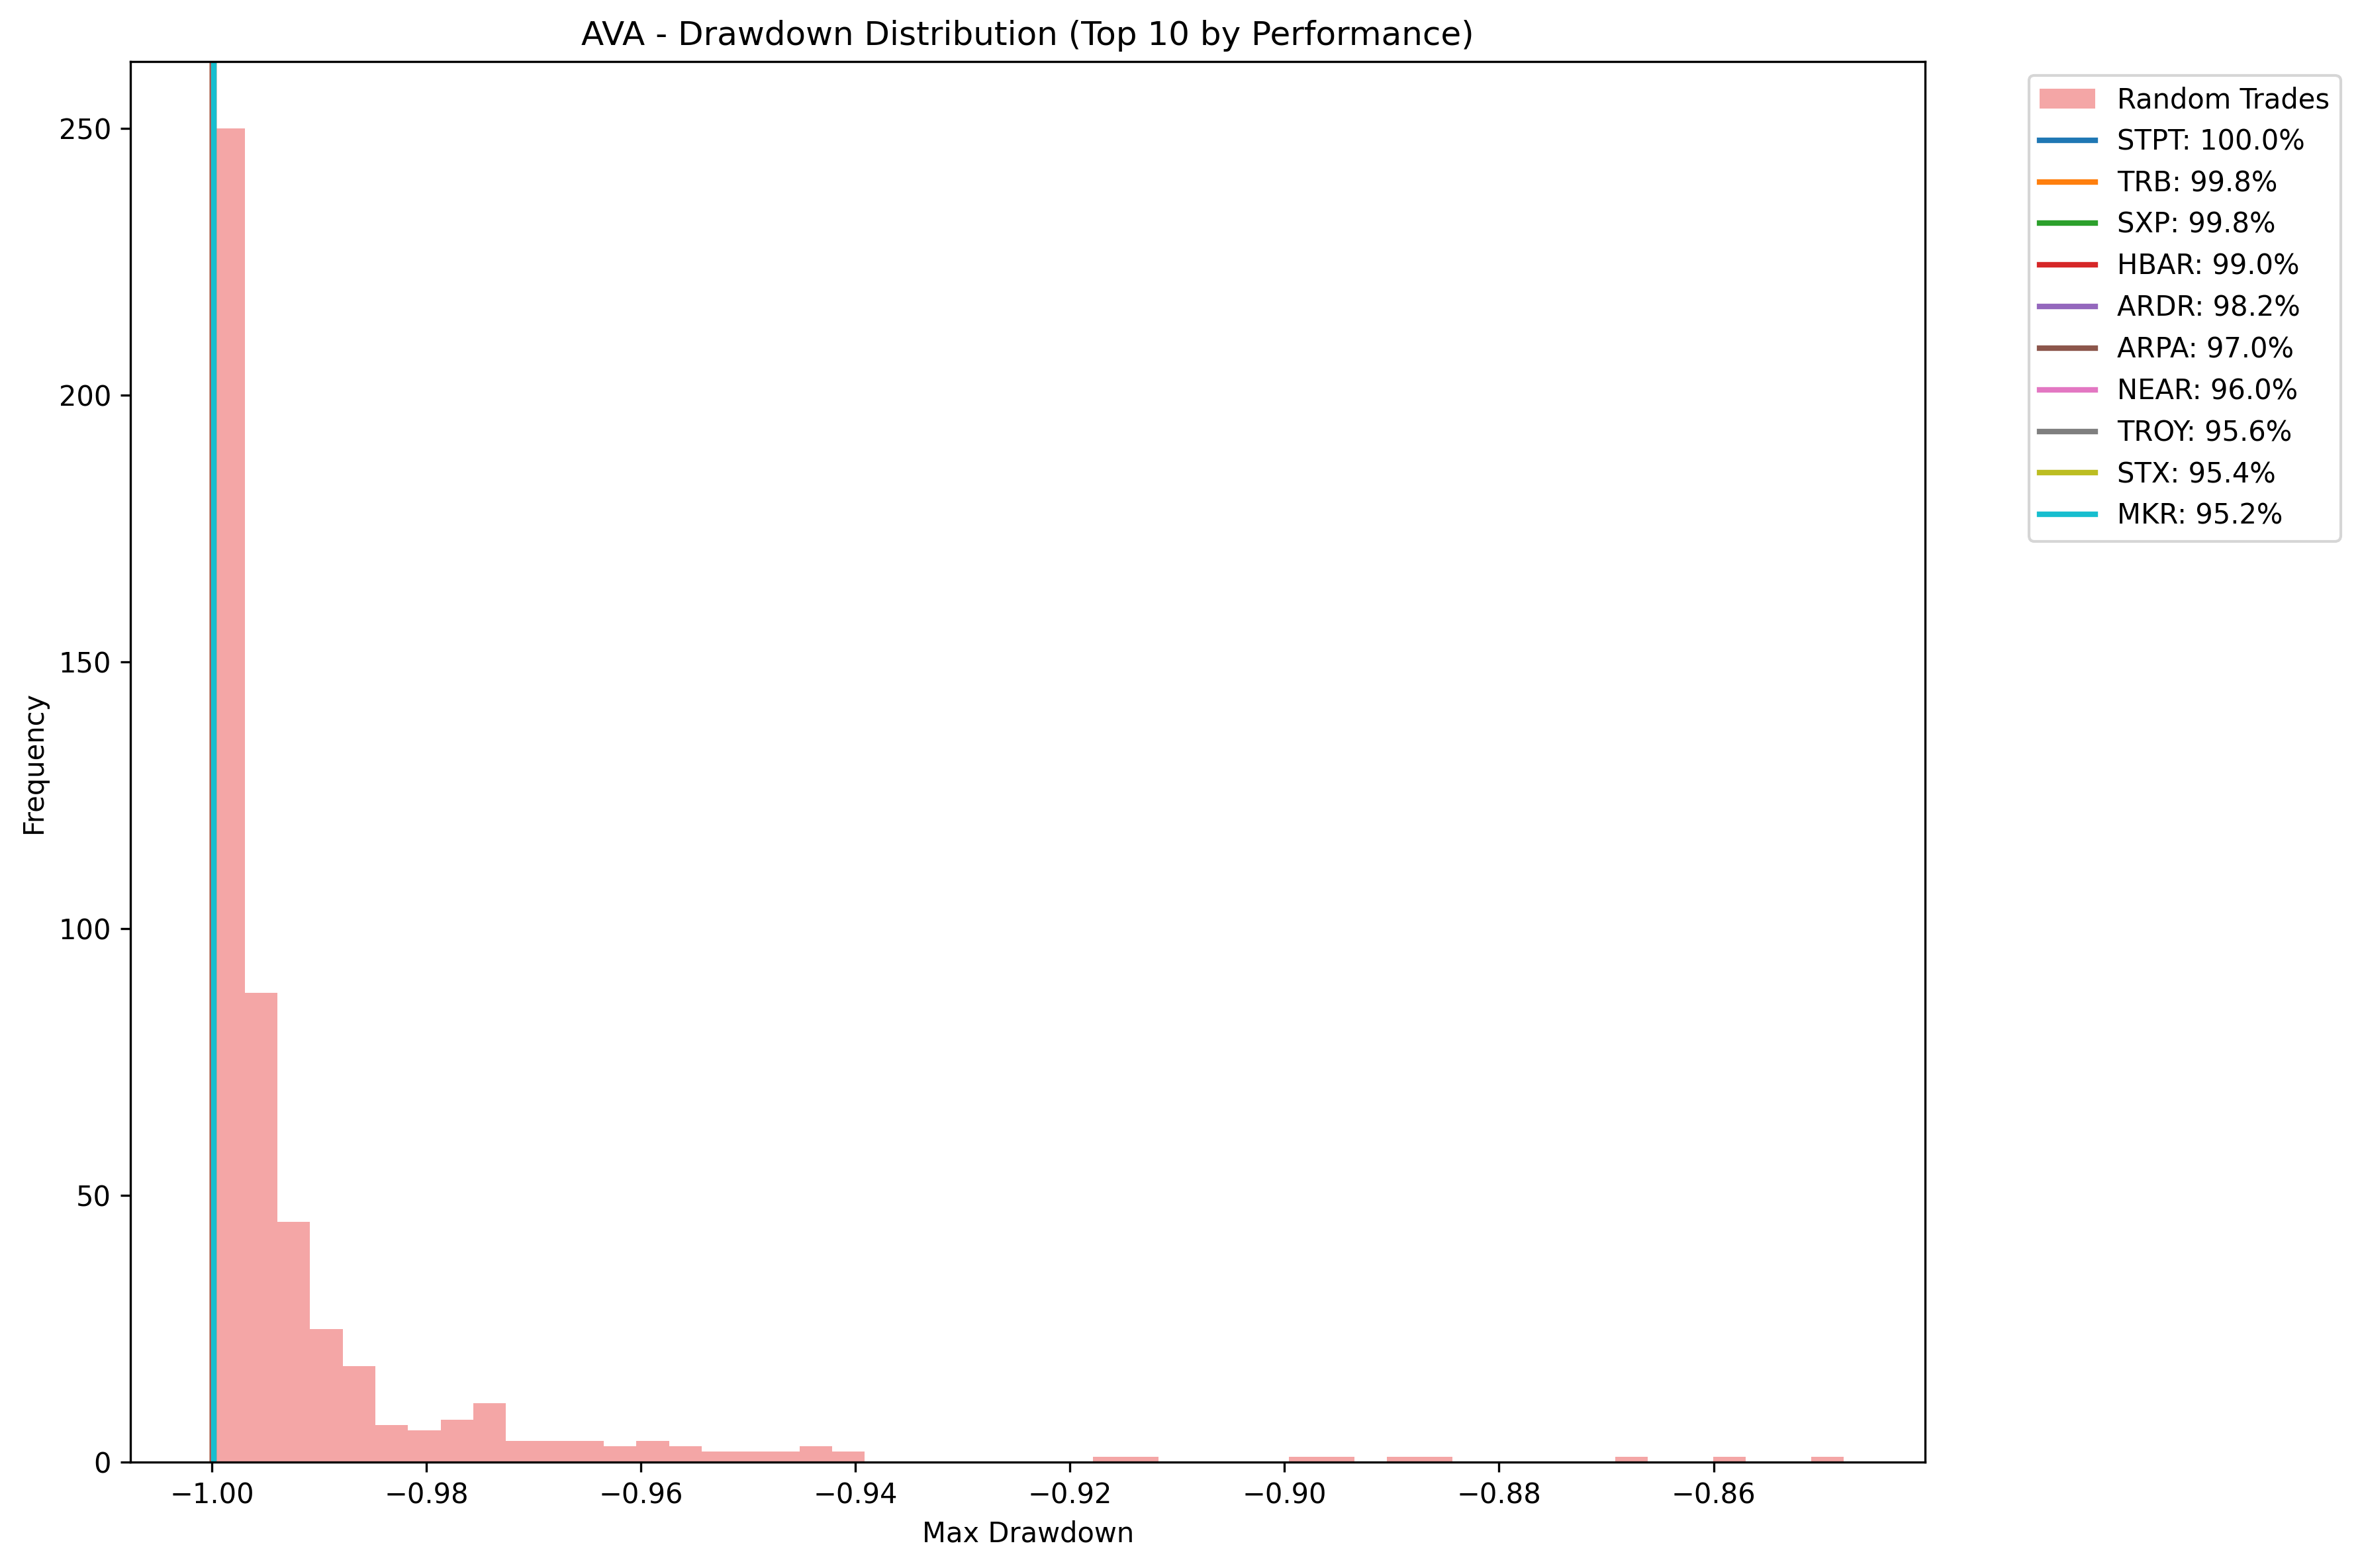 AVA - Drawdown Distribution (Top 10 by Performance)
Frequency
250
200
150
100
50
0
−1.00
−0.98
−0.96
−0.94
−0.92
−0.90
−0.88
−0.86
Max Drawdown
Random Trades
STPT: 100.0%
TRB: 99.8%
SXP: 99.8%
HBAR: 99.0%
ARDR: 98.2%
ARPA: 97.0%
NEAR: 96.0%
TROY: 95.6%
STX: 95.4%
MKR: 95.2%